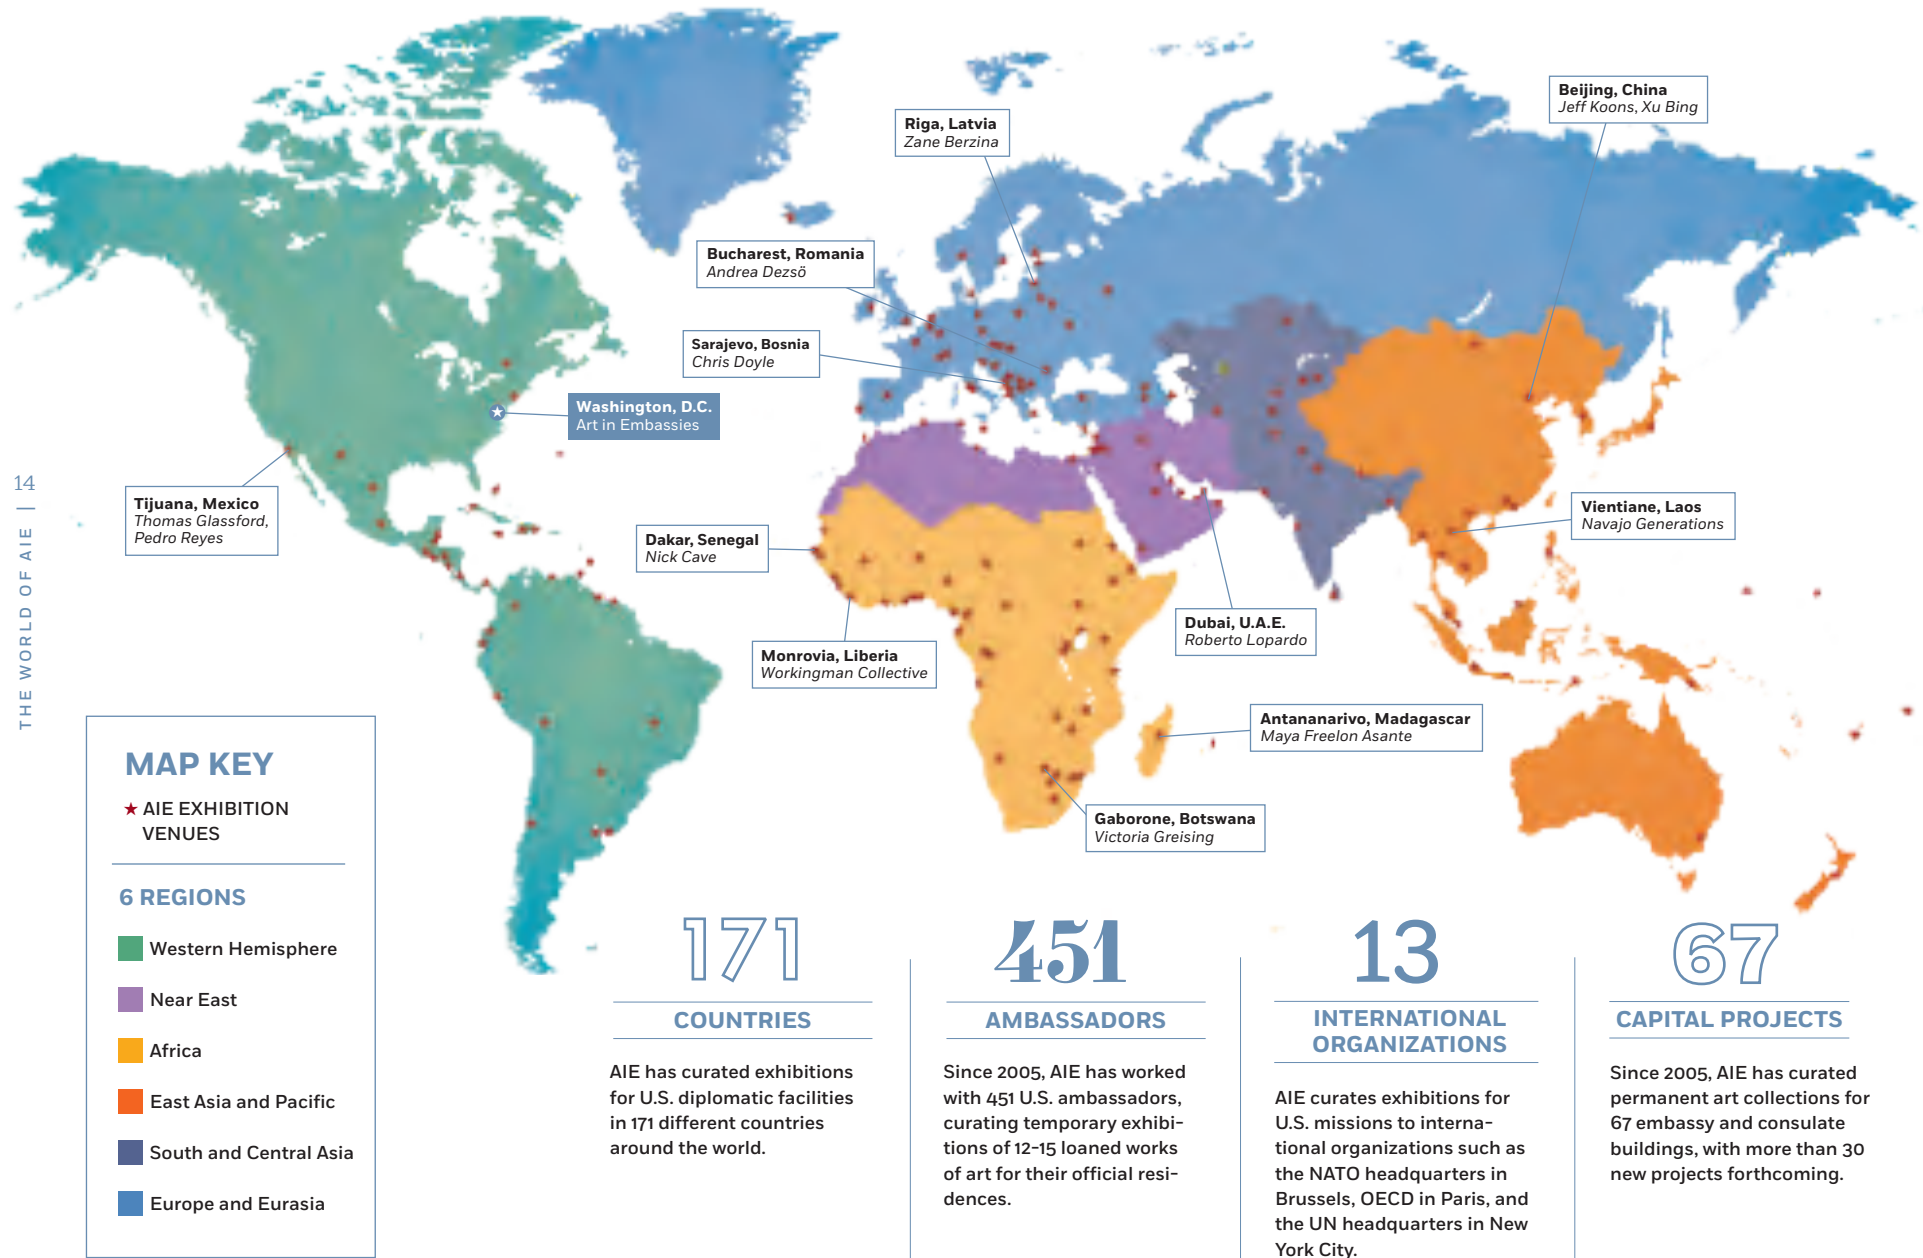 Beijing, China
Jeff Koons, Xu Bing
Riga, Latvia
Zane Berzina
Bucharest, Romania
Andrea Dezsö
Sarajevo, Bosnia
Chris Doyle
Washington, D.C.
Art in Embassies
Tijuana, Mexico
Thomas Glassford,
Pedro Reyes
Dakar, Senegal
Nick Cave
Vientiane, Laos
Navajo Generations
Dubai, U.A.E.
Roberto Lopardo
Monrovia, Liberia
Workingman Collective
Antananarivo, Madagascar
Maya Freelon Asante
Gaborone, Botswana
Victoria Greising
14
THE WORLD OF AIE |
MAP KEY
★ AIE EXHIBITION
VENUES
6 REGIONS
Western Hemisphere
Near East
Africa
East Asia and Pacific
South and Central Asia
Europe and Eurasia
171
COUNTRIES
AIE has curated exhibitions
for U.S. diplomatic facilities
in 171 different countries
around the world.
451
AMBASSADORS
Since 2005, AIE has worked
with 451 U.S. ambassadors,
curating temporary exhibi-
tions of 12-15 loaned works
of art for their official resi-
dences.
13
INTERNATIONAL
ORGANIZATIONS
AIE curates exhibitions for
U.S. missions to interna-
tional organizations such as
the NATO headquarters in
Brussels, OECD in Paris, and
the UN headquarters in New
York City.
67
CAPITAL PROJECTS
Since 2005, AIE has curated
permanent art collections for
67 embassy and consulate
buildings, with more than 30
new projects forthcoming.